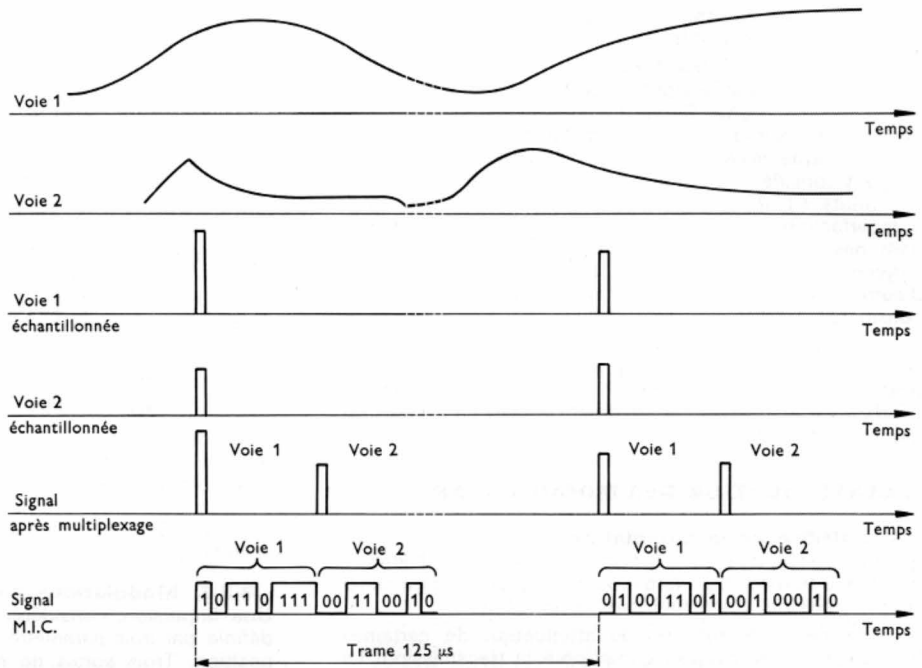 Voie 1
Temps
Voie 2
Temps
Voie 1
échantillonnée
Temps
Voie 2
échantillonnée
Temps
Voie 1 Voie 2 Voie 1 Voie 2
Signal
après multiplexage
Temps
Voie 1 Voie 2 Voie 1 Voie 2
Signal 1 0 11 0 111 00 11 00 1 0 0 1 00 11 0 1 00 1 000 1 0
M.I.C.
Trame 125 µs
Temps